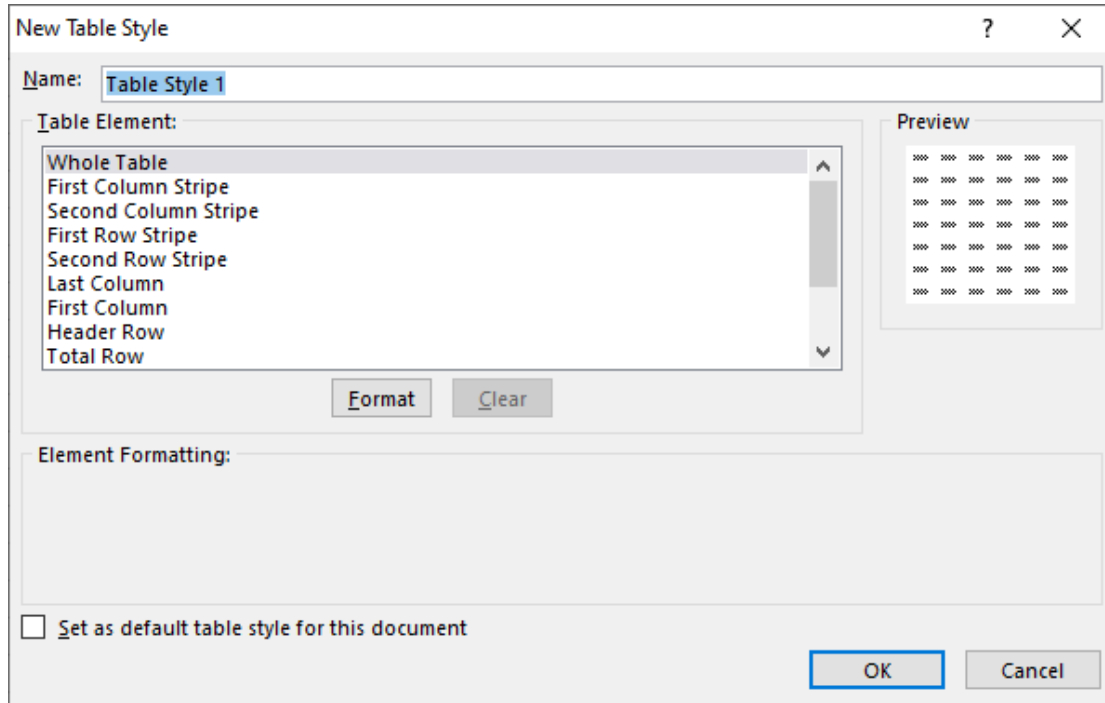 New Table Style ?
Name: Table Style 1
Table Element:
Whole Table
First Column Stripe
Second Column Stripe
First Row Stripe
Second Row Stripe
Last Column
First Column
Header Row
Total Row
Format Clear
Preview
Element Formatting:
Set as default table style for this document
OK Cancel